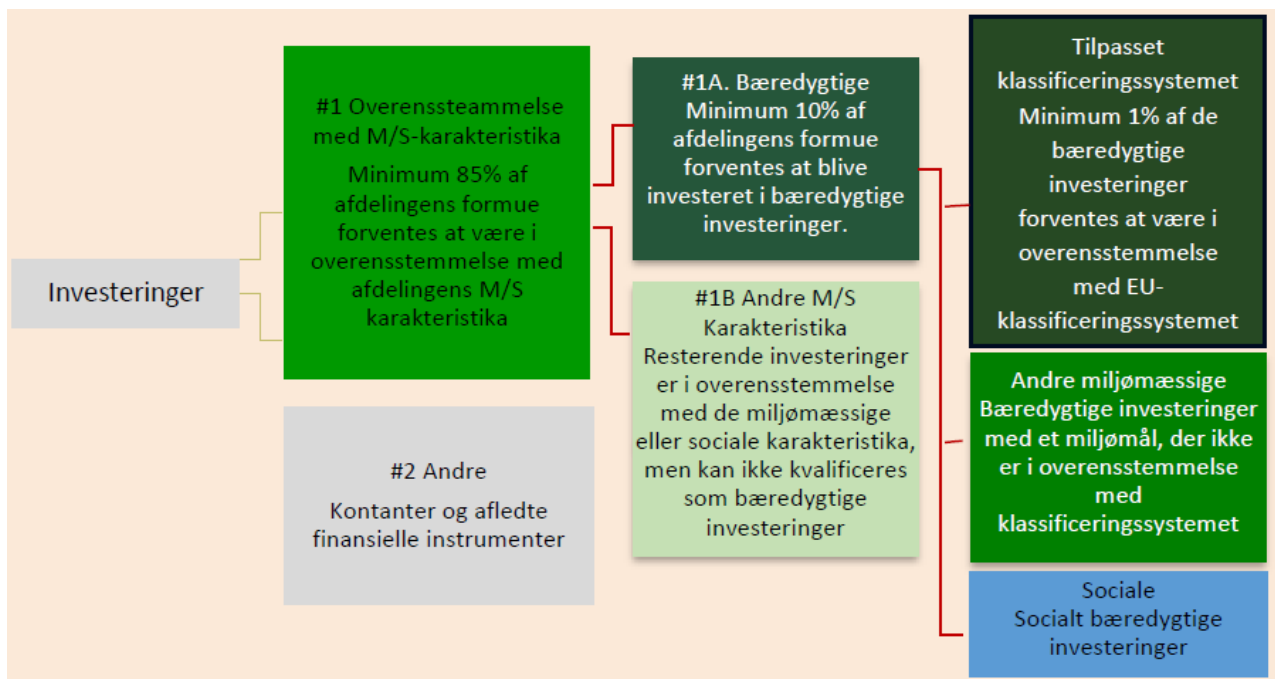 Investeringer
#1 Overenssteammelse
med M/S-karakteristika
Minimum 85% af
afdelingens formue
forventes at være i
overensstemmelse med
afdelingens M/S
karakteristika
#2 Andre
Kontanter og afledte
finansielle instrumenter
#1A. Bæredygtige
Minimum 10% af
afdelingens formue
forventes at blive
investeret i bæredygtige
investeringer.
#1B Andre M/S
Karakteristika
Resterende investeringer
er i overensstemmelse
med de miljømæssige
eller sociale karakteristika,
men kan ikke kvalificeres
som bæredygtige
investeringer
Tilpasset
klassificeringssystemet
Minimum 1% af de
bæredygtige
investeringer
forventes at være i
overensstemmelse
med EU-
klassificeringssystemet
Andre miljømæssige
Bæredygtige investeringer
med et miljømål, der ikke
er i overensstemmelse
med
klassificeringssystemet
Sociale
Socialt bæredygtige
investeringer